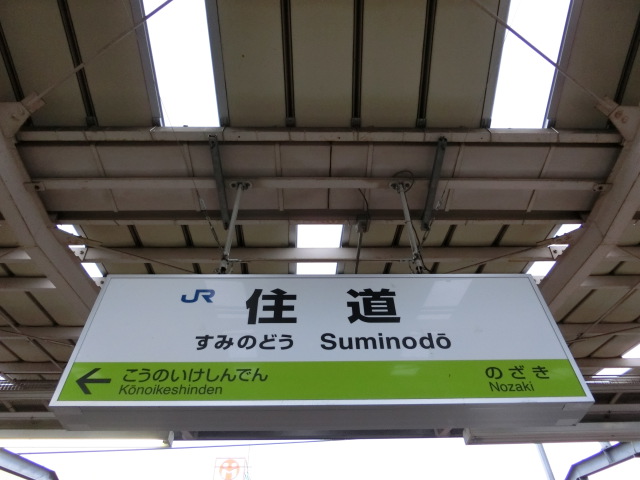 JR 住道
すみのどう Suminodō
← こうのいけしんでん のざき
Kōnoikeshinden Nozaki